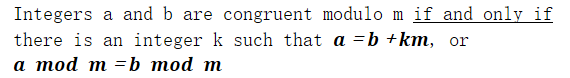 Integers a and b are congruent modulo m if and only if
there is an integer k such that a =b +km, or
a mod m =b mod m